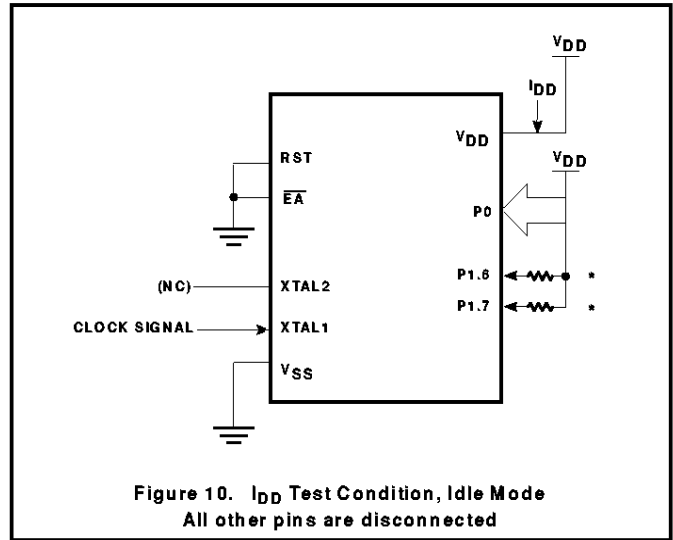 VDD
IDD
VDD
VDD
RST
EA
P0
(NC)
XTAL2
P1.6 *
P1.7 *
CLOCK SIGNAL
XTAL1
VSS
Figure 10. IDD Test Condition, Idle Mode
All other pins are disconnected